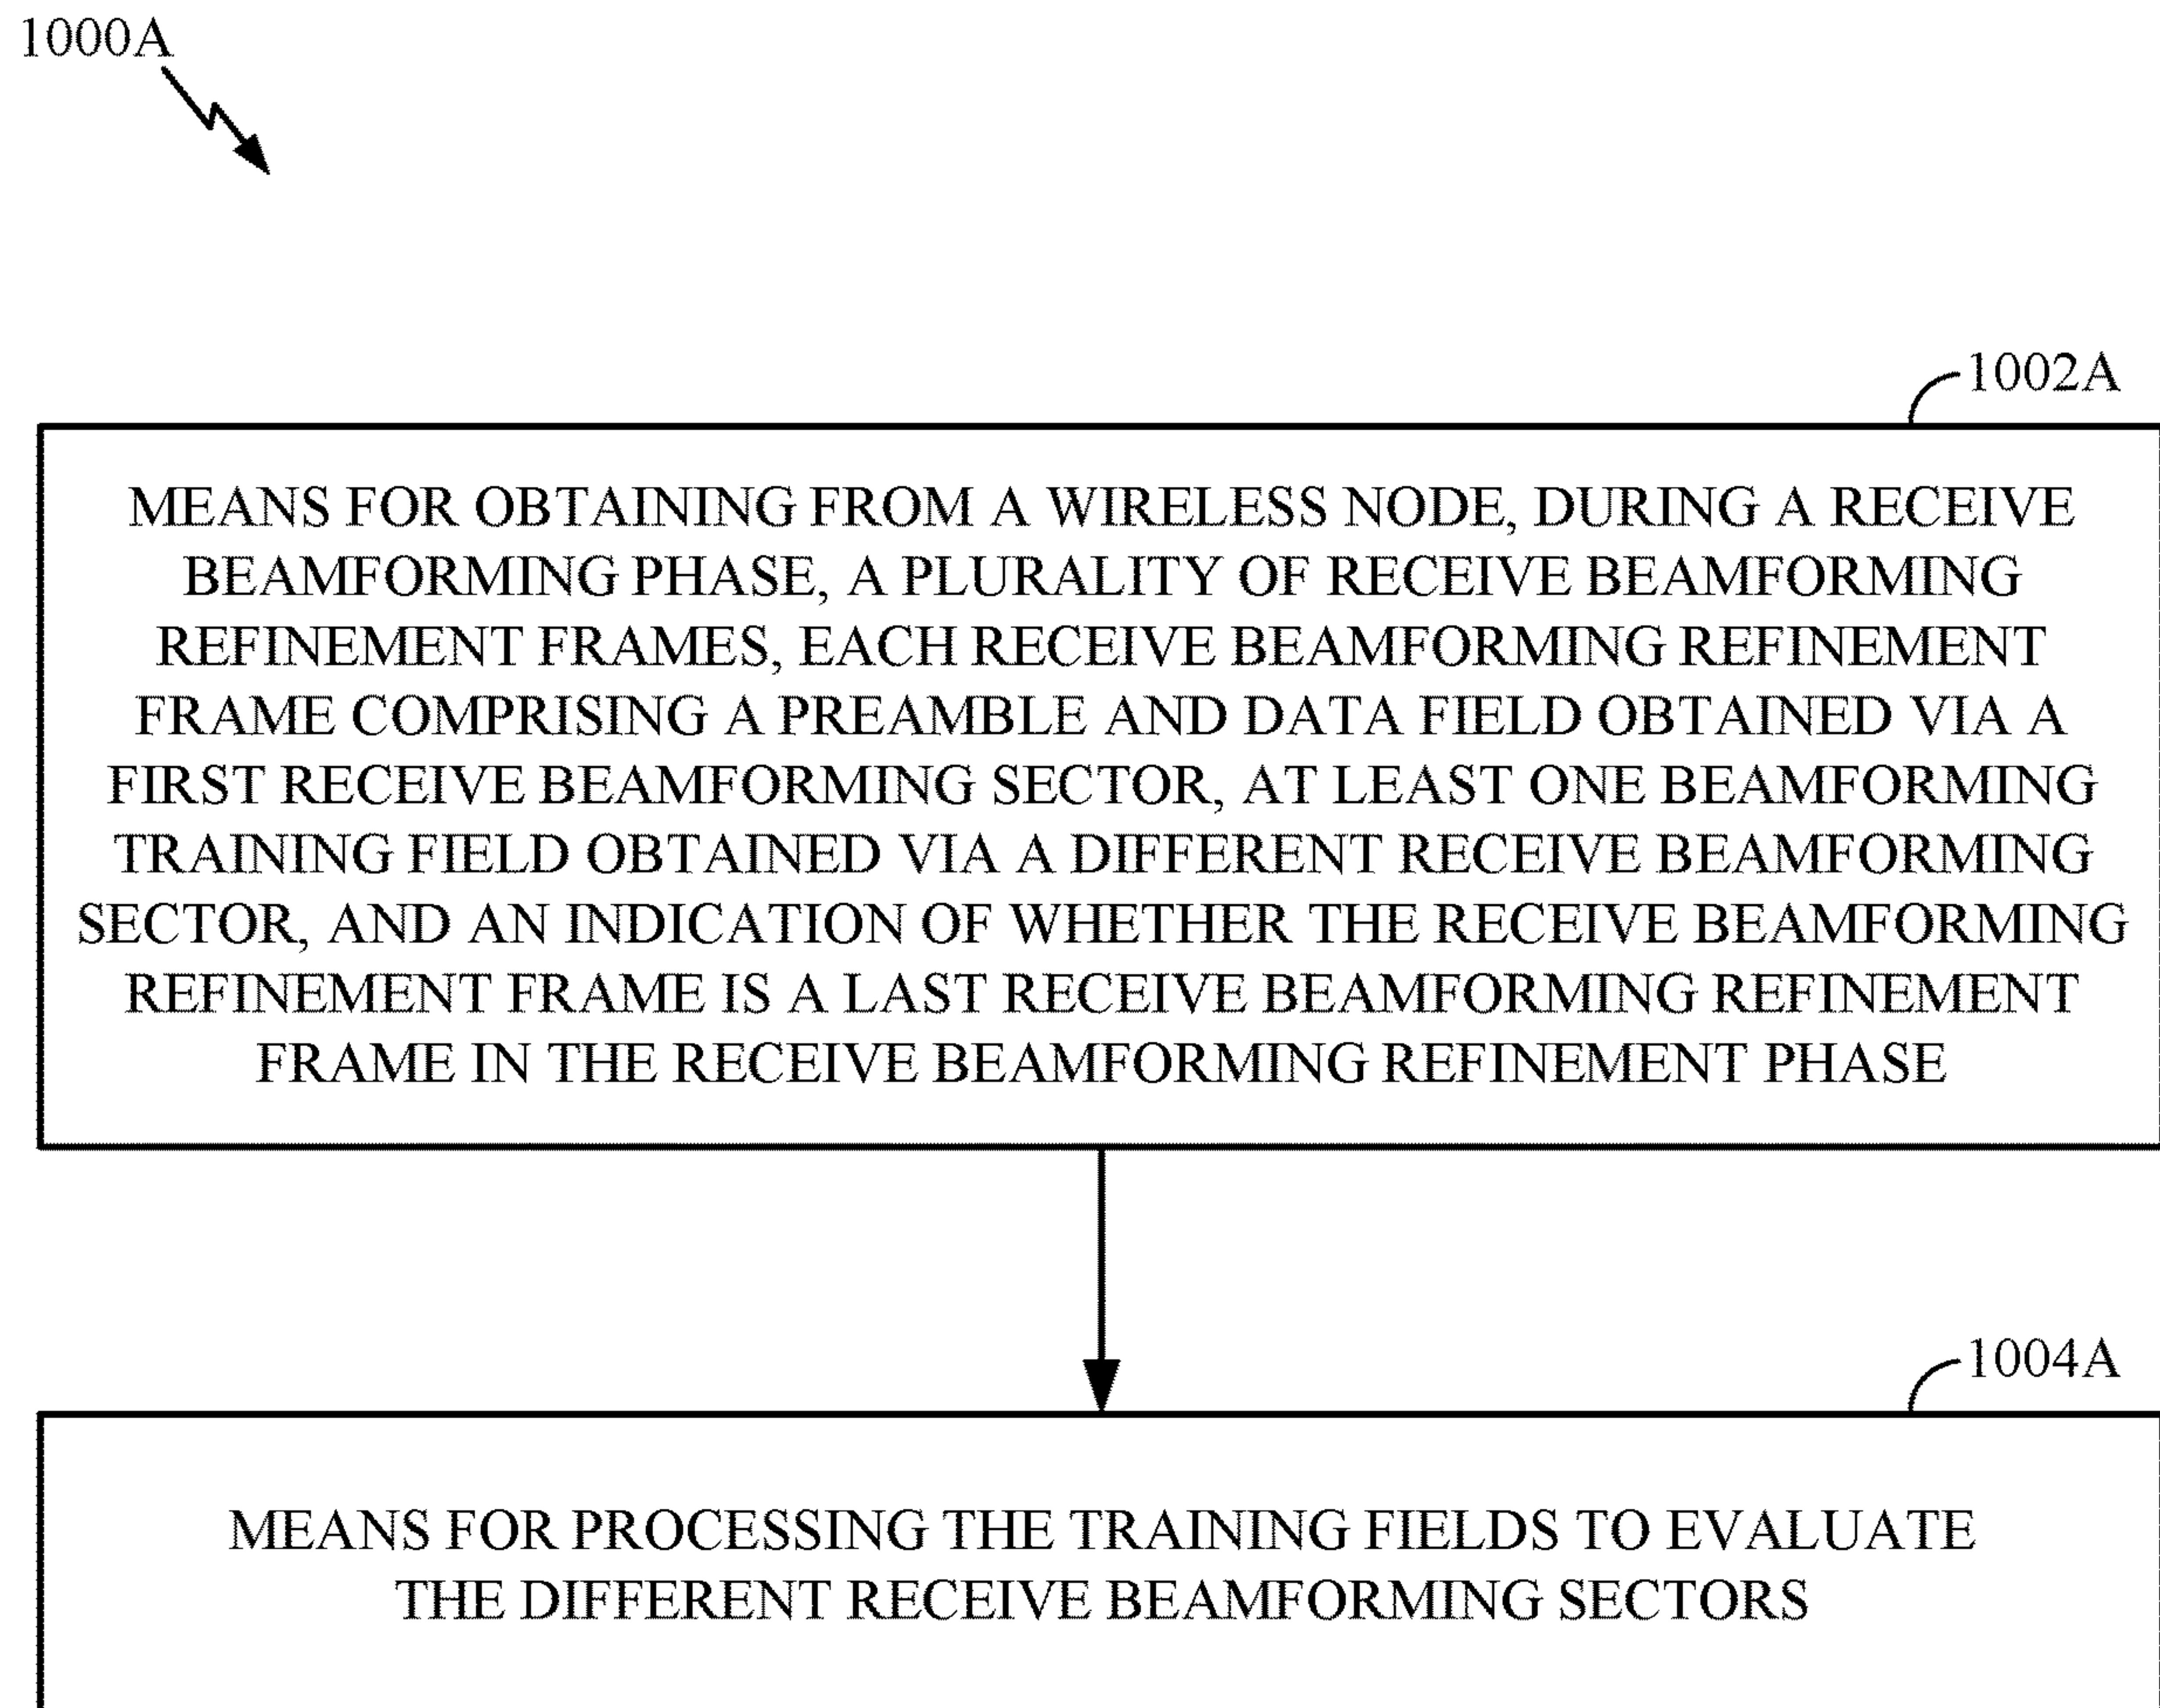 1000A
1002A
MEANS FOR OBTAINING FROM A WIRELESS NODE, DURING A RECEIVE
BEAMFORMING PHASE, A PLURALITY OF RECEIVE BEAMFORMING
REFINEMENT FRAMES, EACH RECEIVE BEAMFORMING REFINEMENT
FRAME COMPRISING A PREAMBLE AND DATA FIELD OBTAINED VIA A
FIRST RECEIVE BEAMFORMING SECTOR, AT LEAST ONE BEAMFORMING
TRAINING FIELD OBTAINED VIA A DIFFERENT RECEIVE BEAMFORMING
SECTOR, AND AN INDICATION OF WHETHER THE RECEIVE BEAMFORMING
REFINEMENT FRAME IS A LAST RECEIVE BEAMFORMING REFINEMENT
FRAME IN THE RECEIVE BEAMFORMING REFINEMENT PHASE
1004A
MEANS FOR PROCESSING THE TRAINING FIELDS TO EVALUATE
THE DIFFERENT RECEIVE BEAMFORMING SECTORS